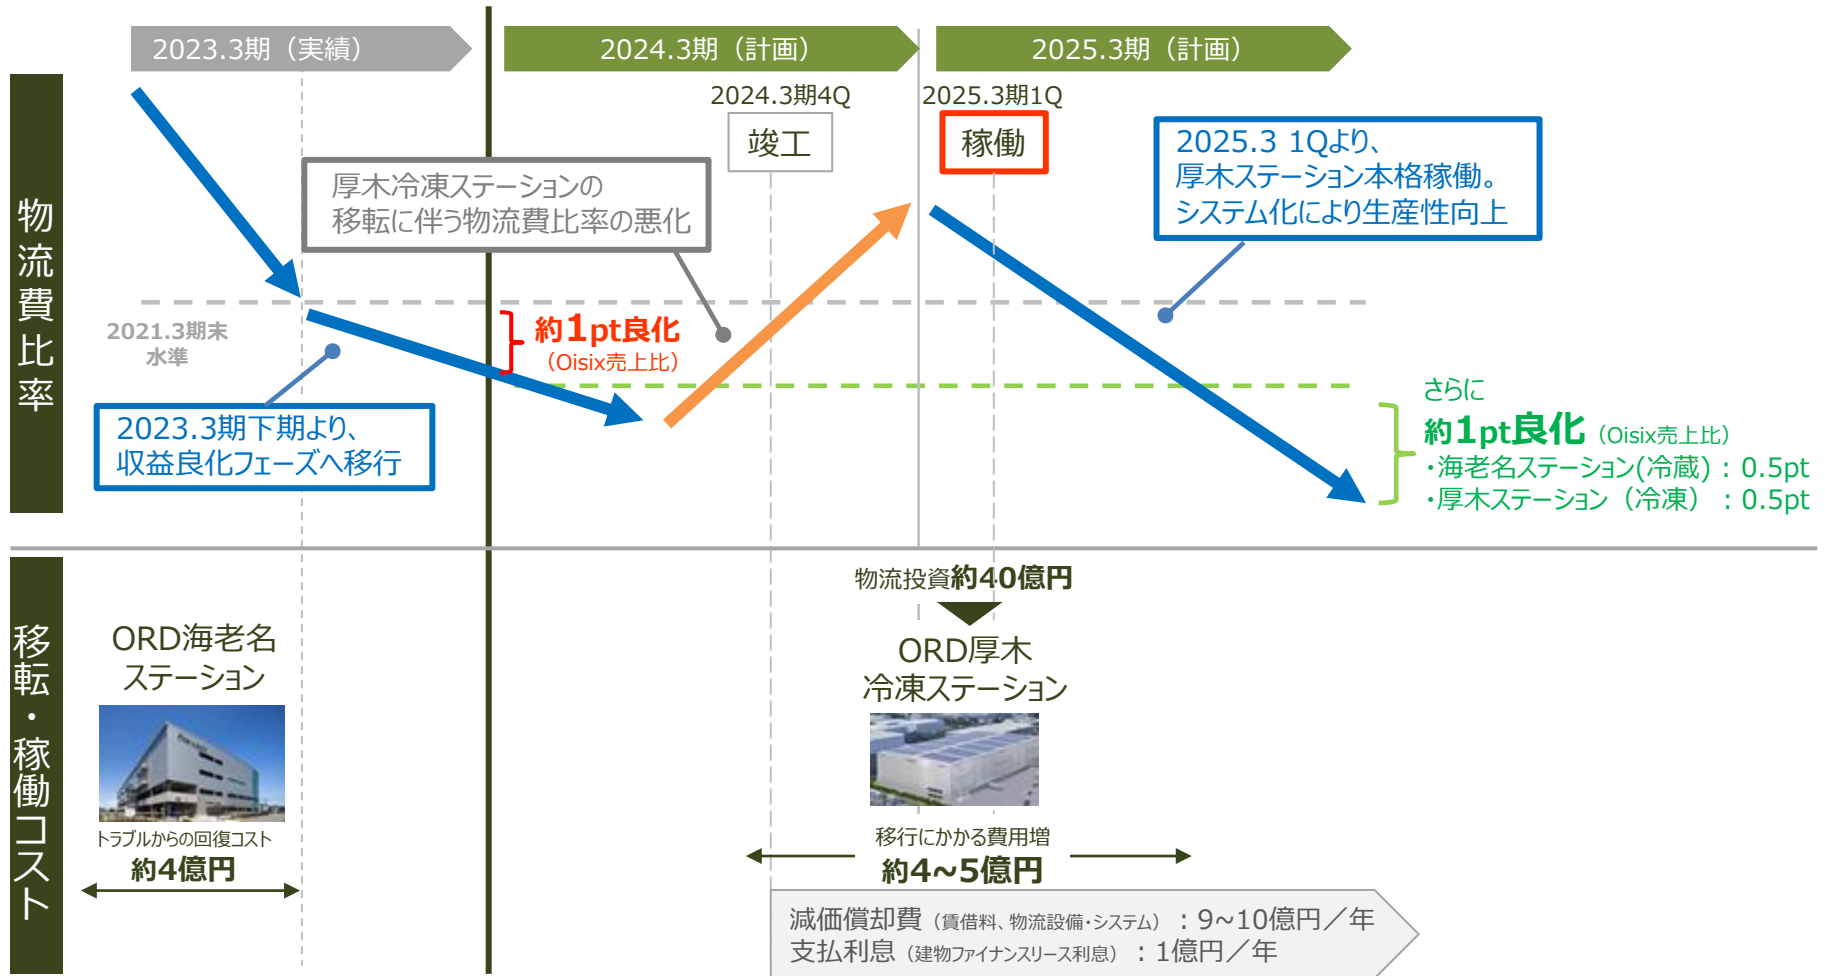 2023.3期（実績）
2024.3期（計画）
2025.3期（計画）
2024.3期4Q
2025.3期1Q
竣工
稼働
物流費比率
厚木冷凍ステーションの
移転に伴う物流費比率の悪化
2025.3 1Qより、
厚木ステーション本格稼働。
システム化により生産性向上
2021.3期末
水準
約1pt良化
（Oisix売上比）
2023.3期下期より、
収益良化フェーズへ移行
さらに
約1pt良化（Oisix売上比）
・海老名ステーション(冷蔵)：0.5pt
・厚木ステーション（冷凍）：0.5pt
移転・稼働コスト
物流投資約40億円
ORD海老名
ステーション
ORD厚木
冷凍ステーション
トラブルからの回復コスト
約4億円
移行にかかる費用増
約4~5億円
減価償却費（賃借料、物流設備・システム）：9~10億円／年
支払利息（建物ファイナンスリース利息）：1億円／年